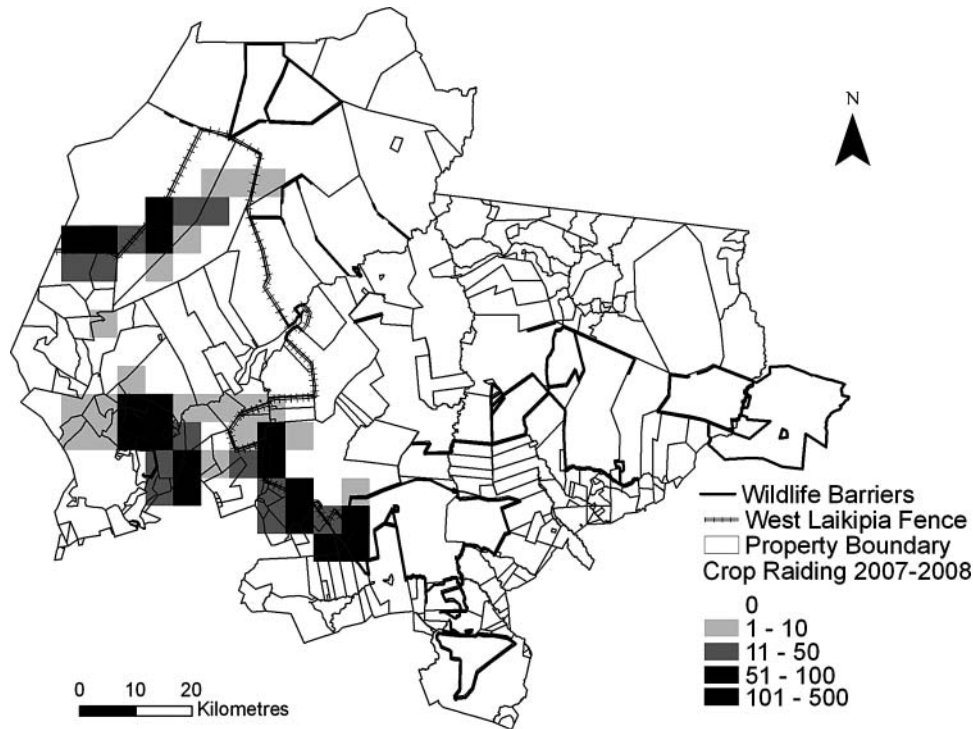 N
Wildlife Barriers
West Laikipia Fence
Property Boundary
Crop Raiding 2007-2008
0
1 - 10
11 - 50
51 - 100
101 - 500
0 10 20
Kilometres